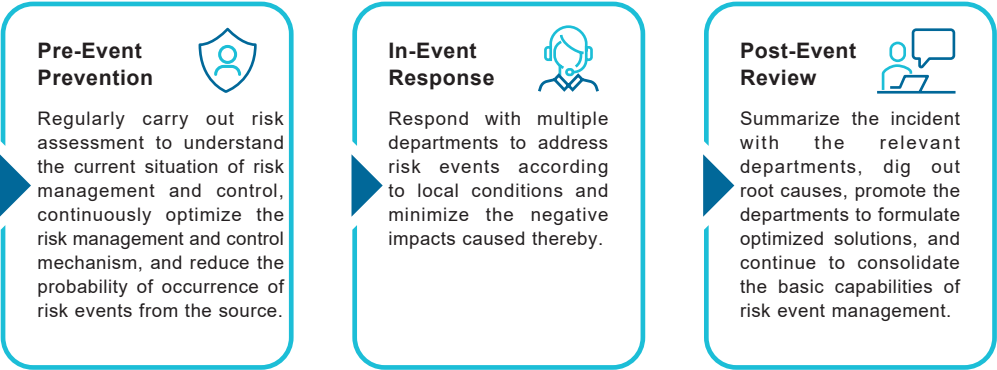 Pre-Event
Prevention
Regularly carry out risk
assessment to understand
the current situation of risk
management and control,
continuously optimize the
risk management and control
mechanism, and reduce the
probability of occurrence of
risk events from the source.
In-Event
Response
Respond with multiple
departments to address
risk events according
to local conditions and
minimize the negative
impacts caused thereby.
Post-Event
Review
Summarize the incident
with the relevant
departments, dig out
root causes, promote the
departments to formulate
optimized solutions, and
continue to consolidate
the basic capabilities of
risk event management.